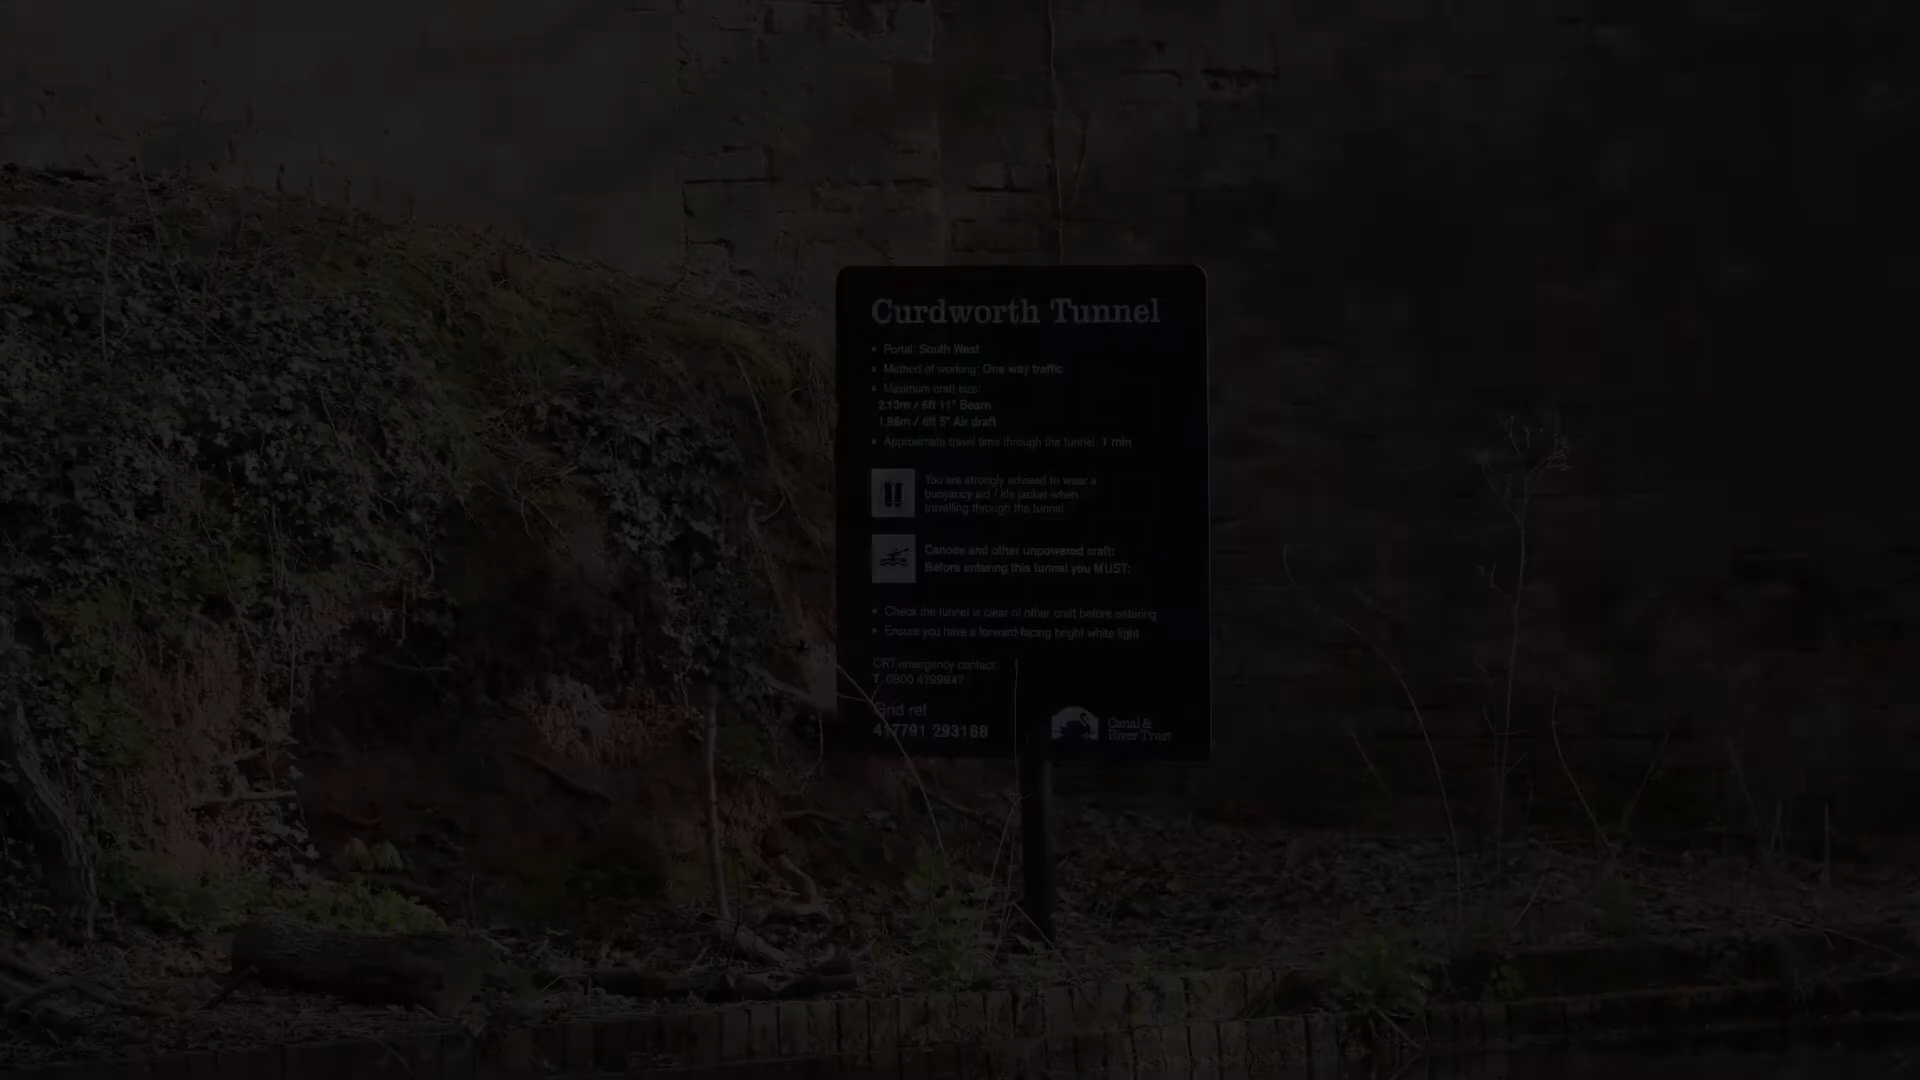 Curdworth Tunnel
• Portal: South West
• Method of working: One way traffic
• Maximum craft size:
2.13m / 6ft 11" Beam
1.98m / 6ft 5" Air draft
• Approximate travel time through the tunnel: 1 min
You are strongly advised to wear a
buoyancy aid / life jacket when
travelling through the tunnel
Canoes and other unpowered craft:
Before entering this tunnel you MUST:
• Check the tunnel is clear of other craft before entering
• Ensure you have a forward-facing bright white light
CRT emergency contact:
T. 0800 4799947
Grid ref
417791 293188
Canal &
River Trust